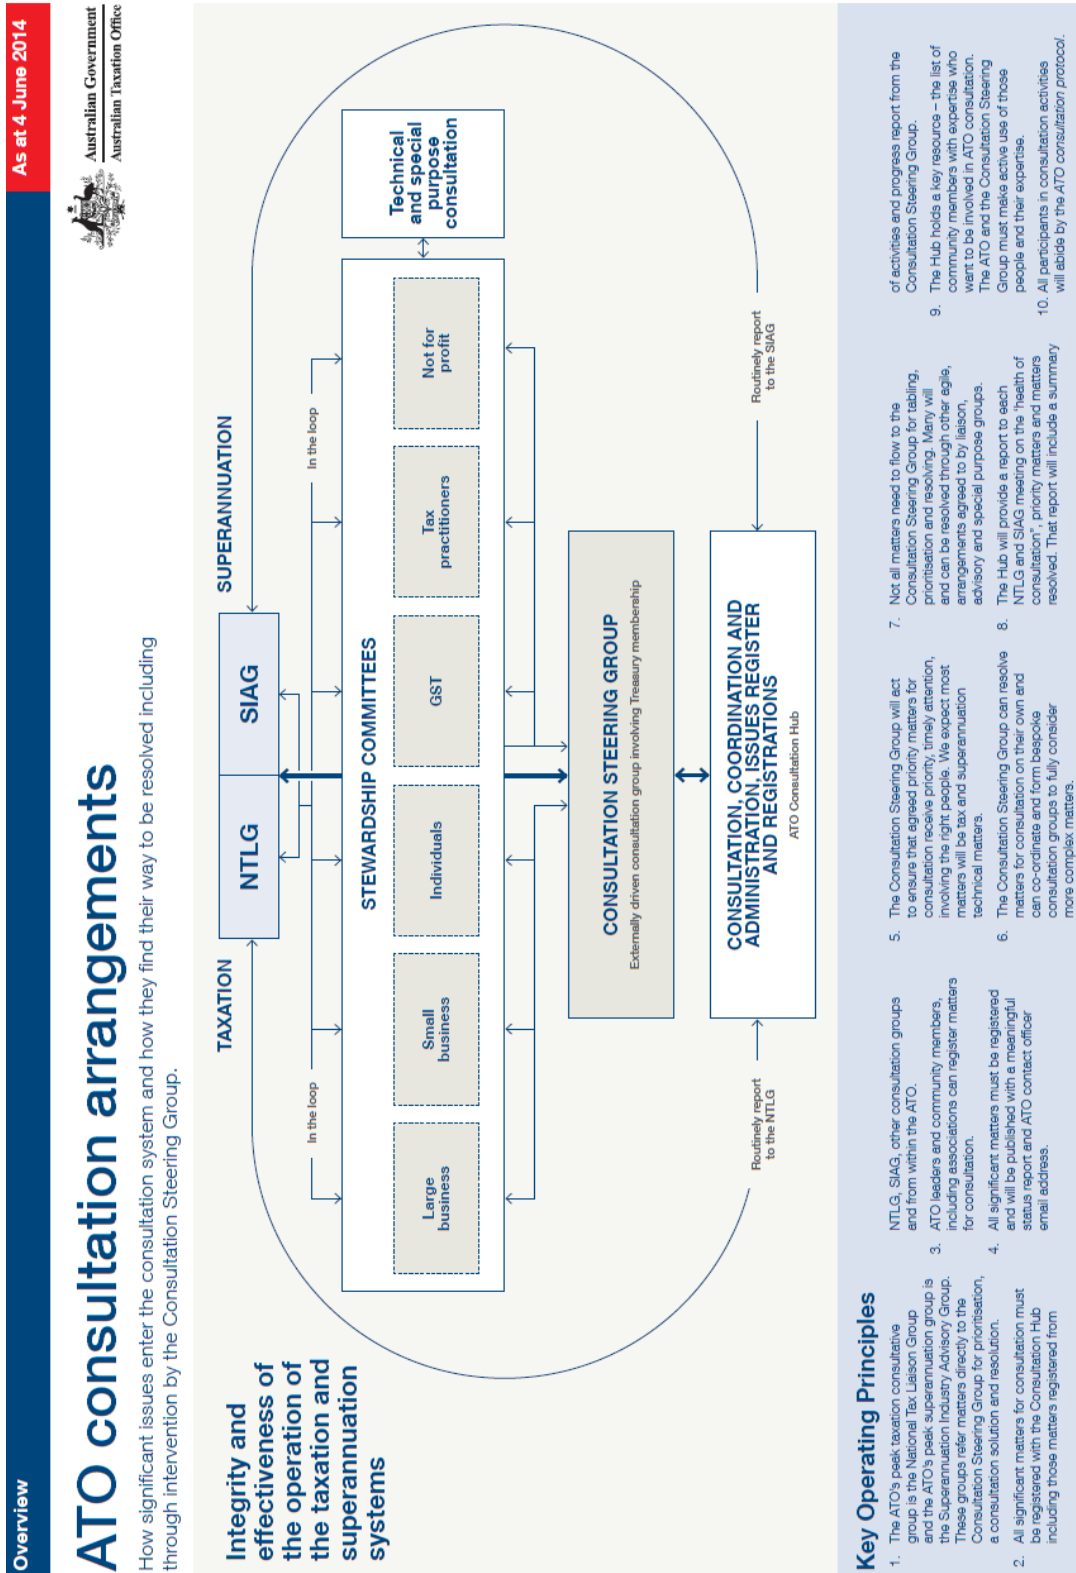 Overview
As at 4 June 2014
ATO consultation arrangements
Australian Government
Australian Taxation Office
How significant issues enter the consultation system and how they find their way to be resolved including
through intervention by the Consultation Steering Group.
Integrity and
effectiveness of
the operation of
the taxation and
superannuation
systems
TAXATION
NTLG
SIAG
SUPERANNUATION
In the loop
In the loop
STEWARDSHIP COMMITTEES
Large
business
Small
business
Individuals
GST
Tax
practitioners
Not for
profit
Technical
and special
purpose
consultation
CONSULTATION STEERING GROUP
Externally driven consultation group involving Treasury membership
Routinely report
to the NTLG
CONSULTATION, COORDINATION AND
ADMINISTRATION, ISSUES REGISTER
AND REGISTRATIONS
ATO Consultation Hub
Routinely report
to the SIAG
Key Operating Principles
1. The ATO's peak taxation consultative
group is the National Tax Liaison Group
and the ATO's peak superannuation group is
the Superannuation Industry Advisory Group.
These groups refer matters directly to the
Consultation Steering Group for prioritisation,
a consultation solution and resolution.
2. All significant matters for consultation must
be registered with the Consultation Hub
including those matters registered from
NTLG, SIAG, other consultation groups
and from within the ATO.
3. ATO leaders and community members,
including associations can register matters
for consultation.
4. All significant matters must be registered
and will be published with a meaningful
status report and ATO contact officer
email address.
5. The Consultation Steering Group will act
to ensure that agreed priority matters for
consultation receive priority, timely attention,
involving the right people. We expect most
matters will be tax and superannuation
technical matters.
6. The Consultation Steering Group can resolve
matters for consultation on their own and
can co-ordinate and form bespoke
consultation groups to fully consider
more complex matters.
7. Not all matters need to flow to the
Consultation Steering Group for tabling,
prioritisation and resolving. Many will
and can be resolved through other agile,
arrangements agreed to by liaison,
advisory and special purpose groups.
8. The Hub will provide a report to each
NTLG and SIAG meeting on the 'health of
consultation", priority matters and matters
resolved. That report will include a summary
of activities and progress report from the
Consultation Steering Group.
9. The Hub holds a key resource – the list of
community members with expertise who
want to be involved in ATO consultation.
The ATO and the Consultation Steering
Group must make active use of those
people and their expertise.
10. All participants in consultation activities
will abide by the ATO consultation protocol.